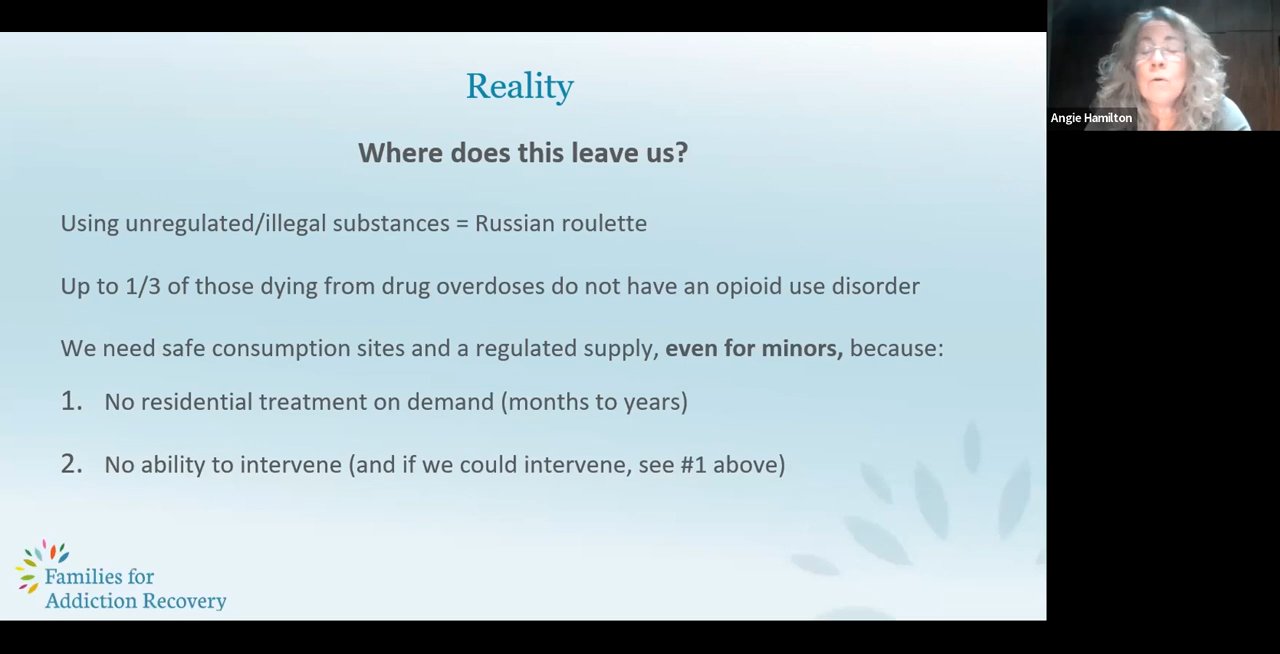 Reality
Where does this leave us?
Using unregulated/illegal substances = Russian roulette
Up to 1/3 of those dying from drug overdoses do not have an opioid use disorder
We need safe consumption sites and a regulated supply, even for minors, because:
1. No residential treatment on demand (months to years)
2. No ability to intervene (and if we could intervene, see #1 above)
Families for
Addiction Recovery
Angie Hamilton